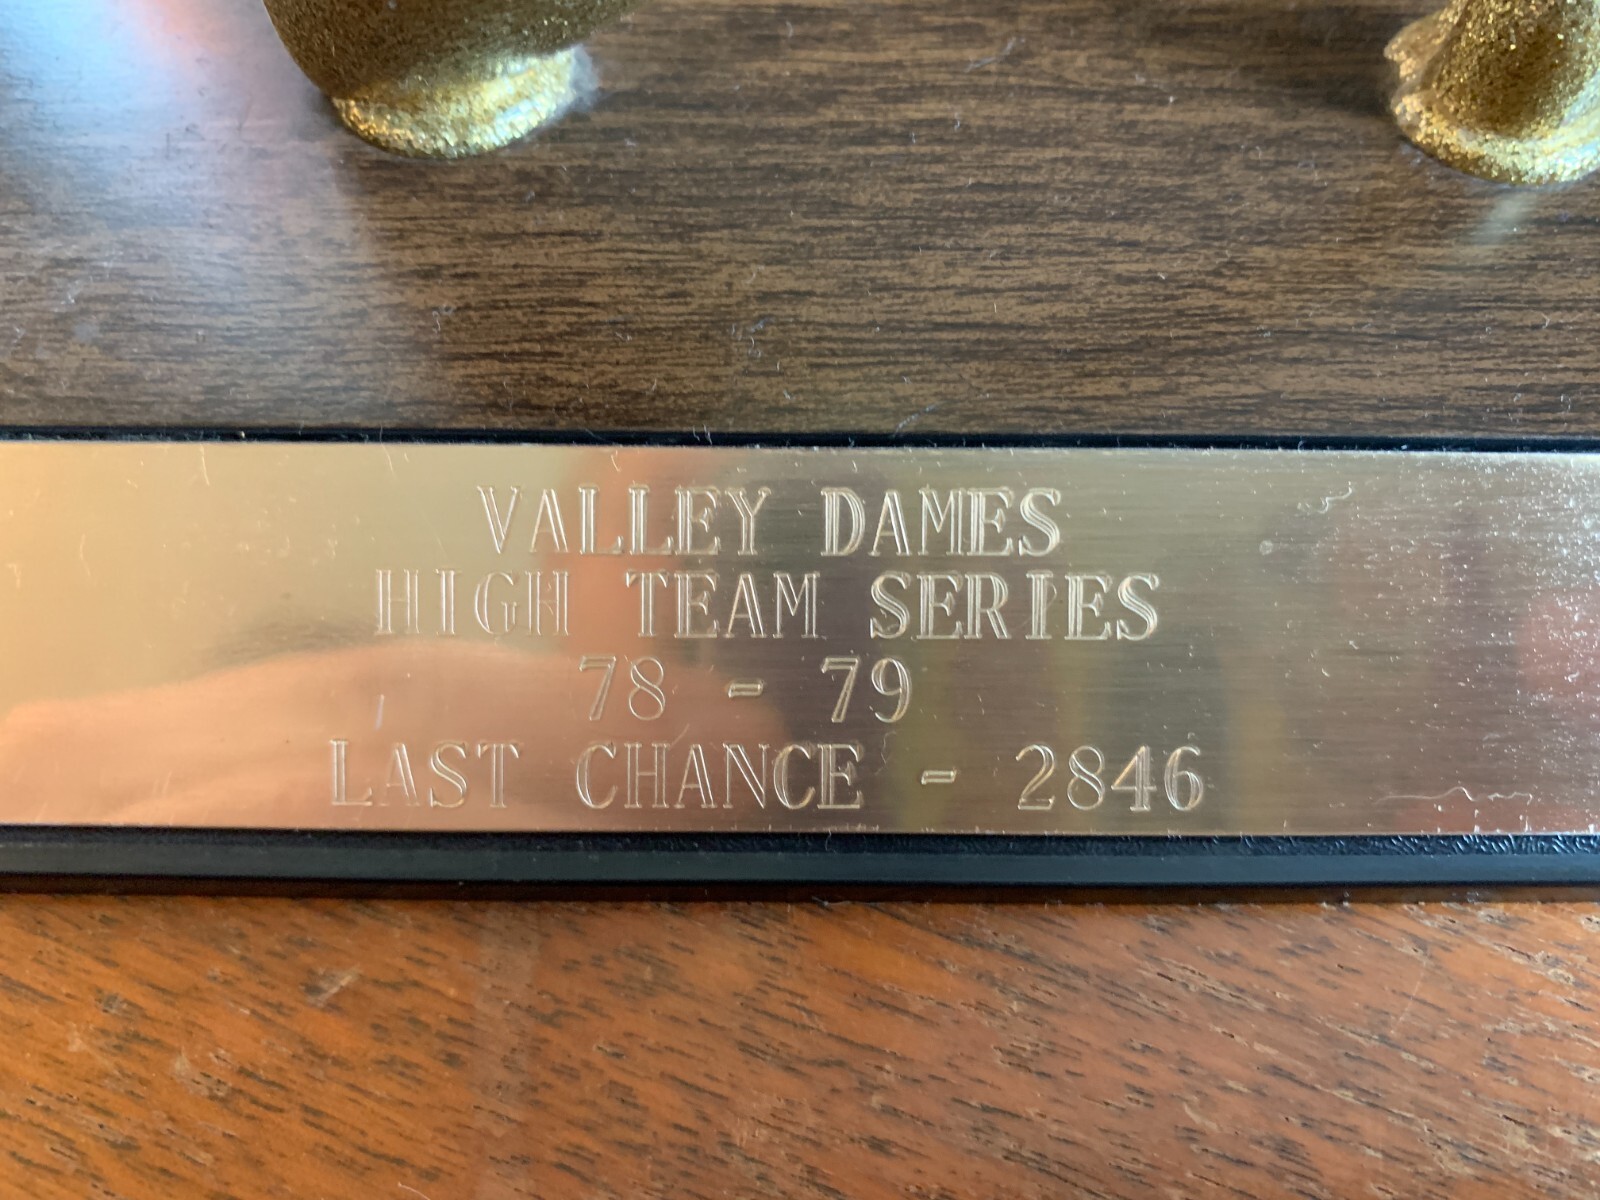 VALLEY DAMES
HIGH TEAM SERIES
78 - 79
LAST CHANCE - 2846